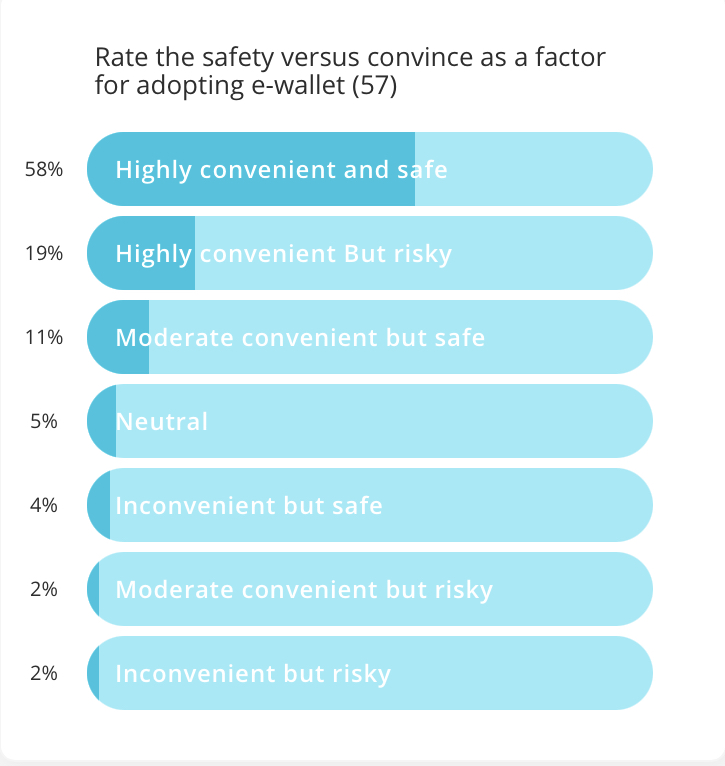 Rate the safety versus convince as a factor
for adopting e-wallet (57)
58% Highly convenient and safe
19% Highly convenient But risky
11% Moderate convenient but safe
5% Neutral
4% Inconvenient but safe
2% Moderate convenient but risky
2% Inconvenient but risky